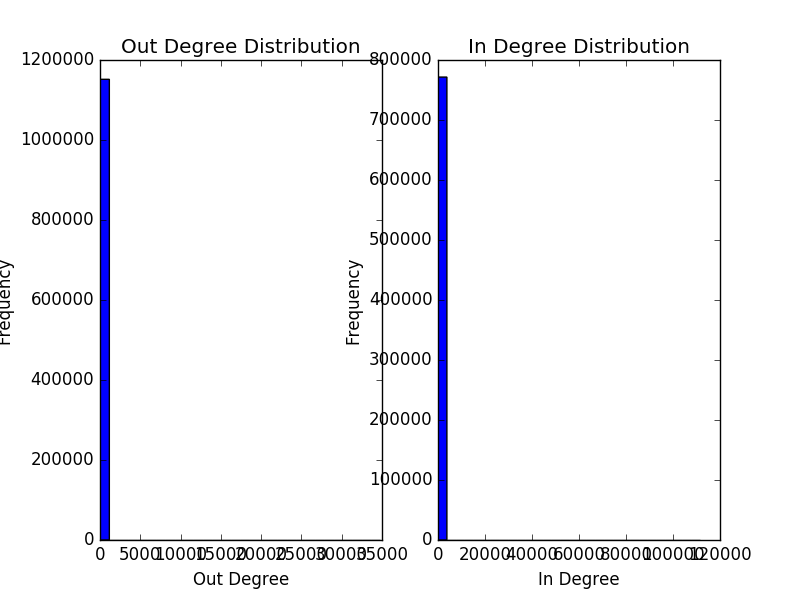 Out Degree Distribution
1200000
1000000
800000
600000
400000
200000
0
Frequency
0 5000 10000 15000 20000 25000 30000 35000
Out Degree
In Degree Distribution
800000
700000
600000
500000
400000
300000
200000
100000
0
Frequency
0 20000 40000 60000 80000 100000 120000
In Degree